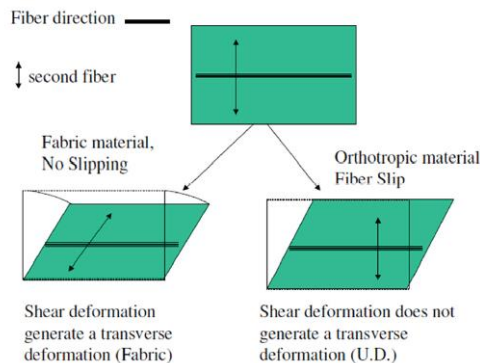 Fiber direction
second fiber
Fabric material,
No Slipping
Orthotropic material
Fiber Slip
Shear deformation
generate a transverse
deformation (Fabric)
Shear deformation does not
generate a transverse
deformation (U.D.)